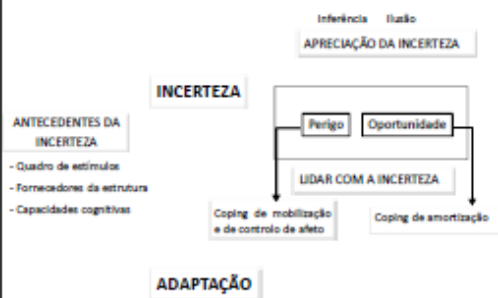 Inferência Ilusão
APRECIAÇÃO DA INCERTEZA
INCERTEZA
ANTECEDENTES DA
INCERTEZA
- Quadro de estímulos
- Fornecedores da estrutura
- Capacidades cognitivas
Perigo
Oportunidade
LIDAR COM A INCERTEZA
Coping de mobilização
e de controlo de afeto
Coping de amortização
ADAPTAÇÃO